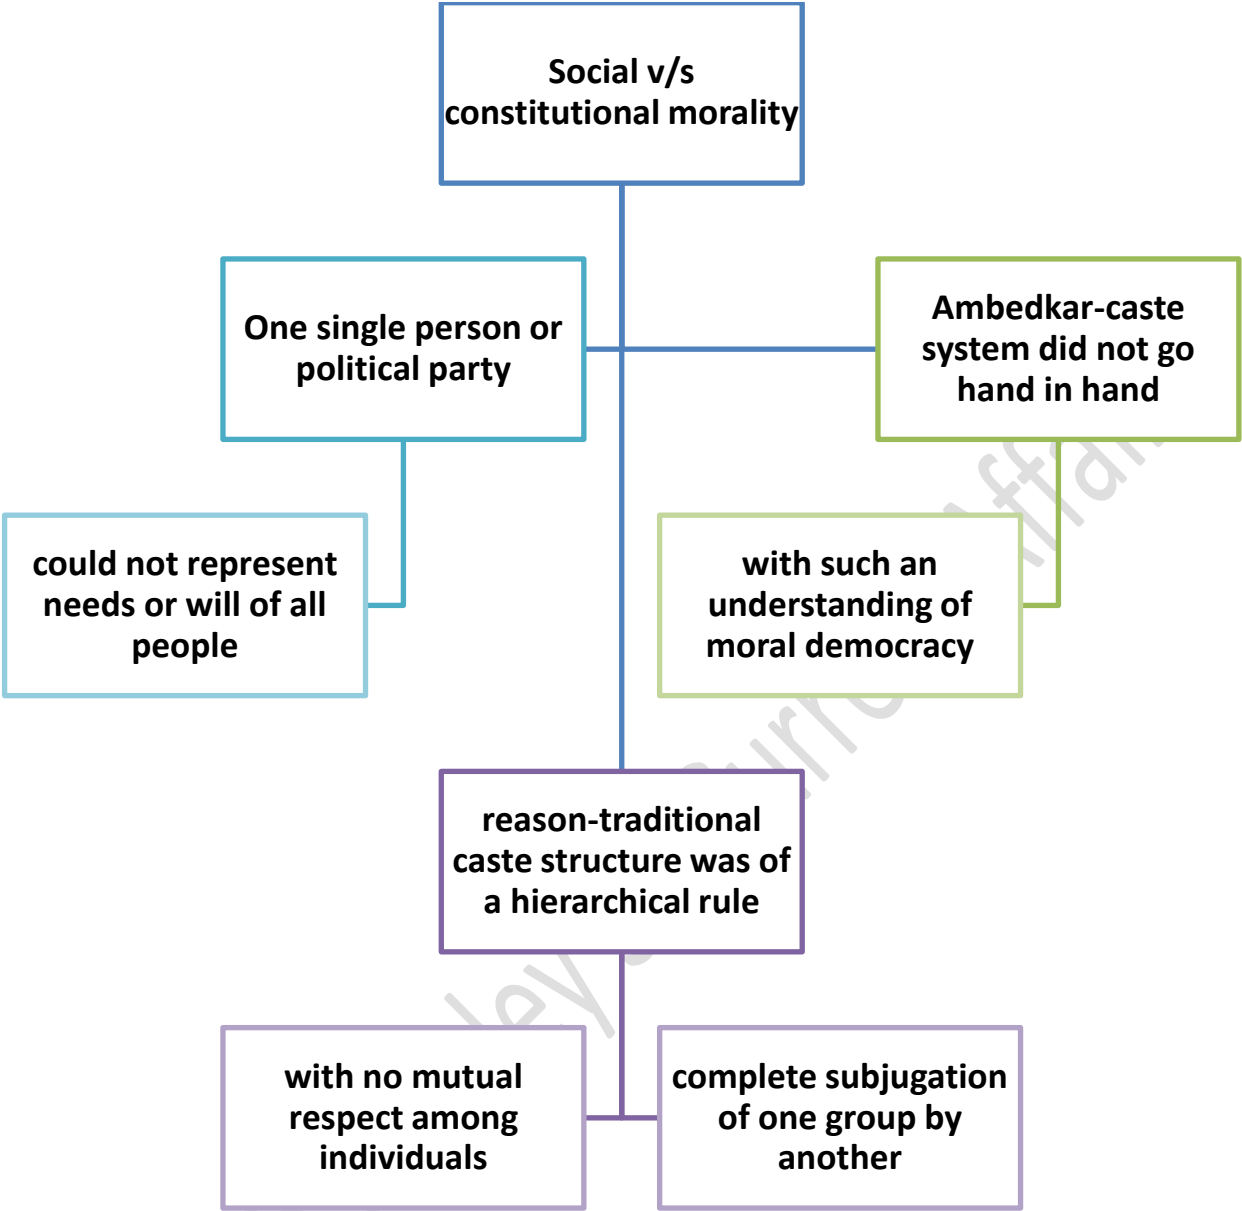 Social v/s
constitutional morality
One single person or
political party
Ambedkar-caste
system did not go
hand in hand
could not represent
needs or will of all
people
with such an
understanding of
moral democracy
reason-traditional
caste structure was of
a hierarchical rule
with no mutual
respect among
individuals
complete subjugation
of one group by
another